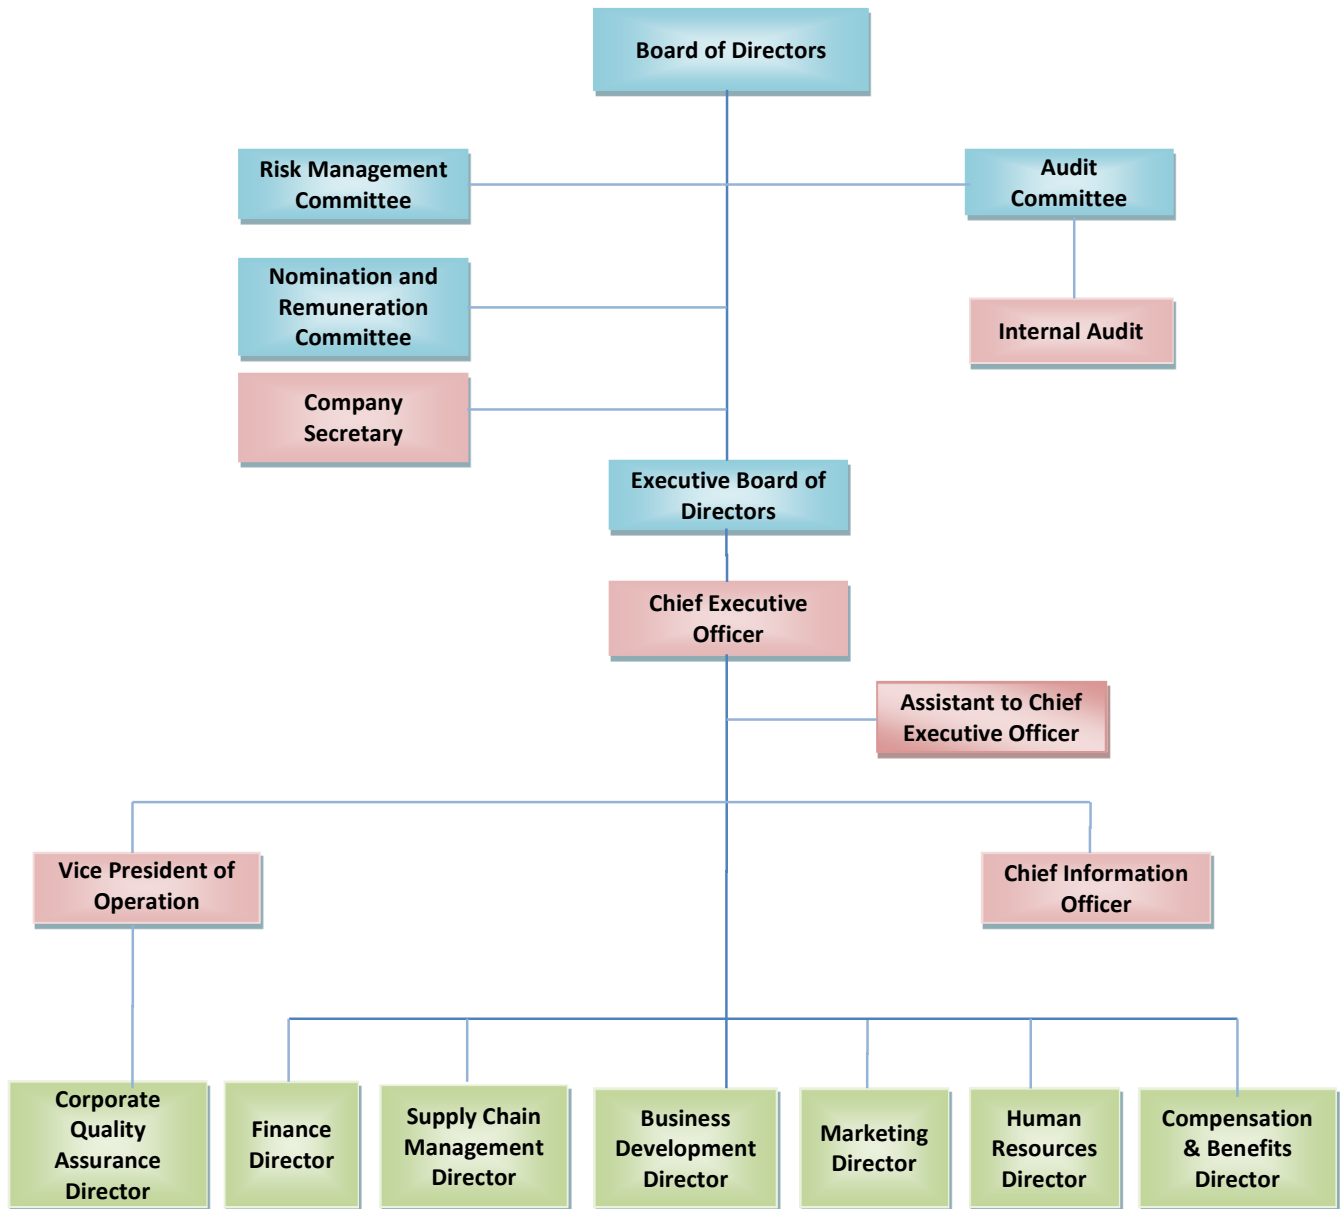 Board of Directors
Risk Management
Committee
Audit
Committee
Nomination and
Remuneration
Committee
Internal Audit
Company
Secretary
Executive Board of
Directors
Chief Executive
Officer
Assistant to Chief
Executive Officer
Vice President of
Operation
Chief Information
Officer
Corporate
Quality
Assurance
Director
Finance
Director
Supply Chain
Management
Director
Business
Development
Director
Marketing
Director
Human
Resources
Director
Compensation
& Benefits
Director